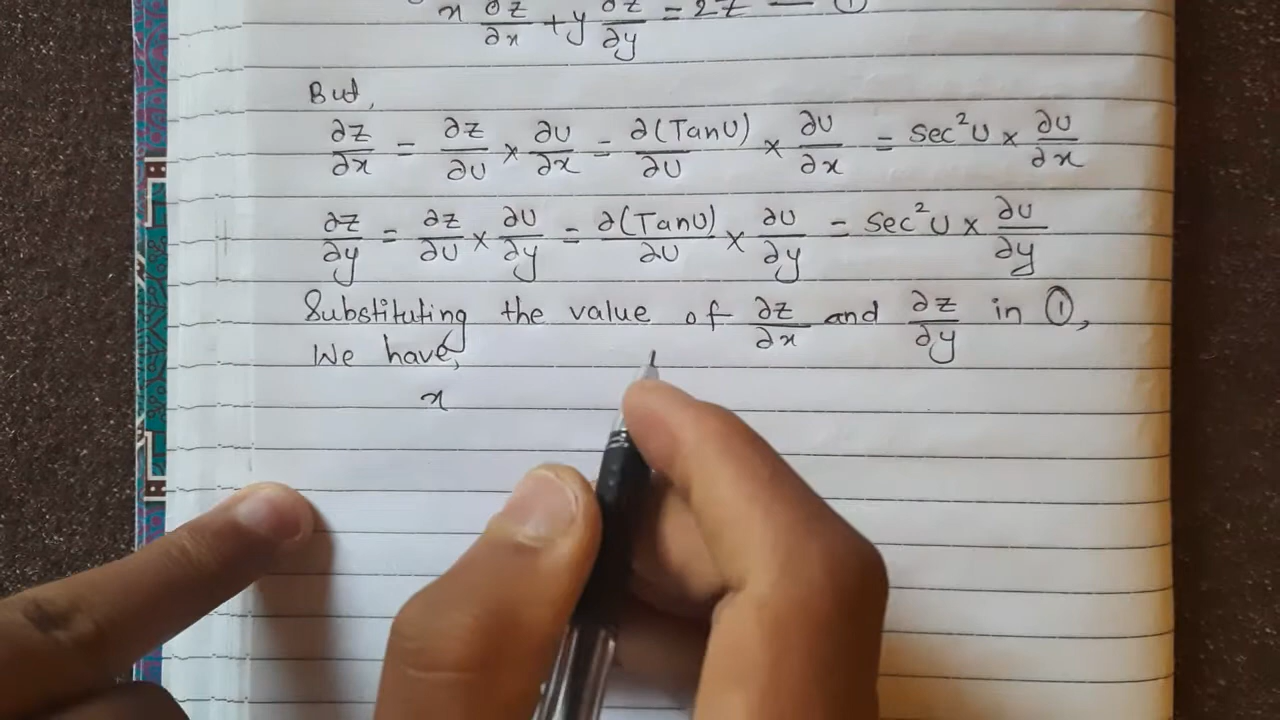 x ∂z/∂x + y ∂z/∂y = 2z — ①
But,
∂z/∂x = ∂z/∂u × ∂u/∂x = ∂(Tanu)/∂u × ∂u/∂x = sec²u × ∂u/∂x
∂z/∂y = ∂z/∂u × ∂u/∂y = ∂(Tanu)/∂u × ∂u/∂y = sec²u × ∂u/∂y
Substituting the value of ∂z/∂x and ∂z/∂y in ①,
We have,
x